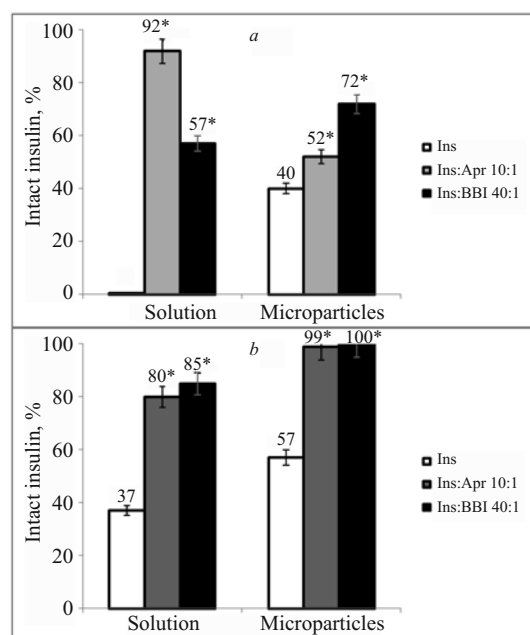 a
Intact insulin, %
100
80
60
40
20
0
92*
57*
40
52*
72*
Solution
Microparticles
Ins
Ins:Apr 10:1
Ins:BBI 40:1
b
Intact insulin, %
100
80
60
40
20
0
37
80*
85*
57
99*
100*
Solution
Microparticles
Ins
Ins:Apr 10:1
Ins:BBI 40:1